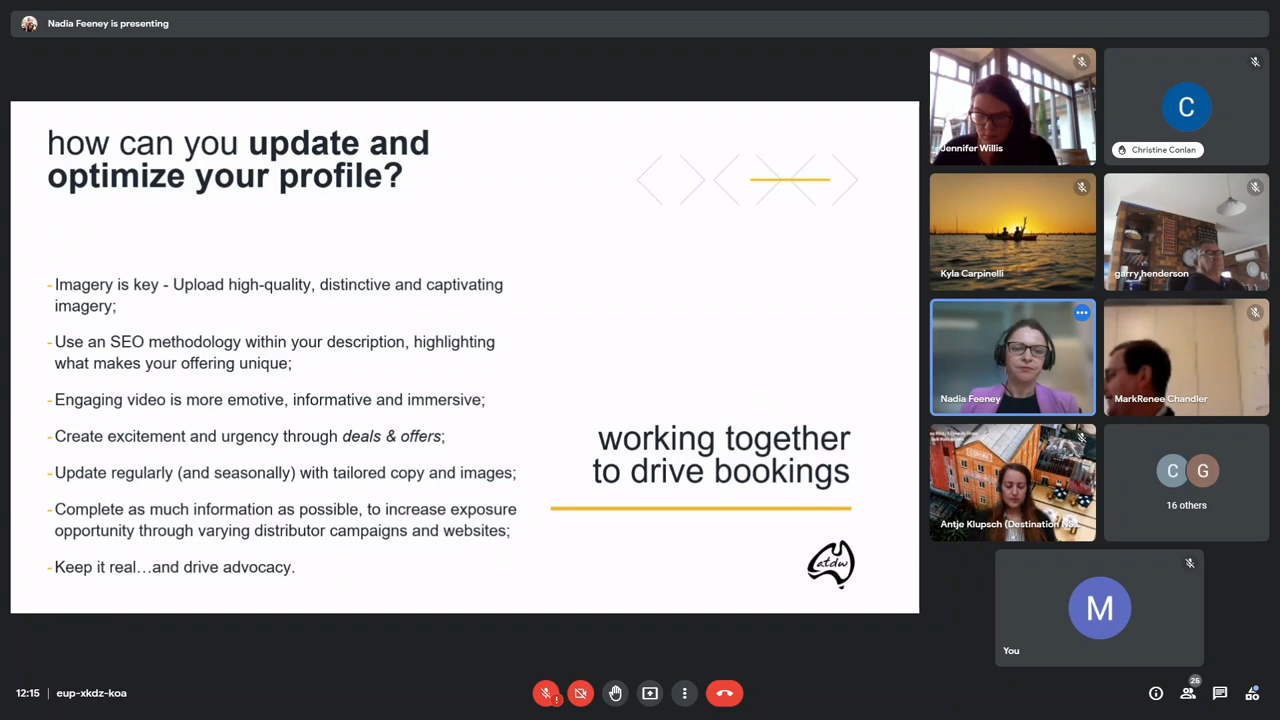 Nadia Feeney is presenting
how can you update and
optimize your profile?
-Imagery is key - Upload high-quality, distinctive and captivating
imagery;
-Use an SEO methodology within your description, highlighting
what makes your offering unique;
-Engaging video is more emotive, informative and immersive;
-Create excitement and urgency through deals & offers;
-Update regularly (and seasonally) with tailored copy and images;
-Complete as much information as possible, to increase exposure
opportunity through varying distributor campaigns and websites;
-Keep it real…and drive advocacy.
working together
to drive bookings
atdw
Jennifer Willis
C
Christine Conlan
Kyla Carpinelli
garry henderson
Nadia Feeney
MarkRenee Chandler
Antje Klupsch (Destination
C G
16 others
M
You
12:15 | eup-xkdz-koa
25